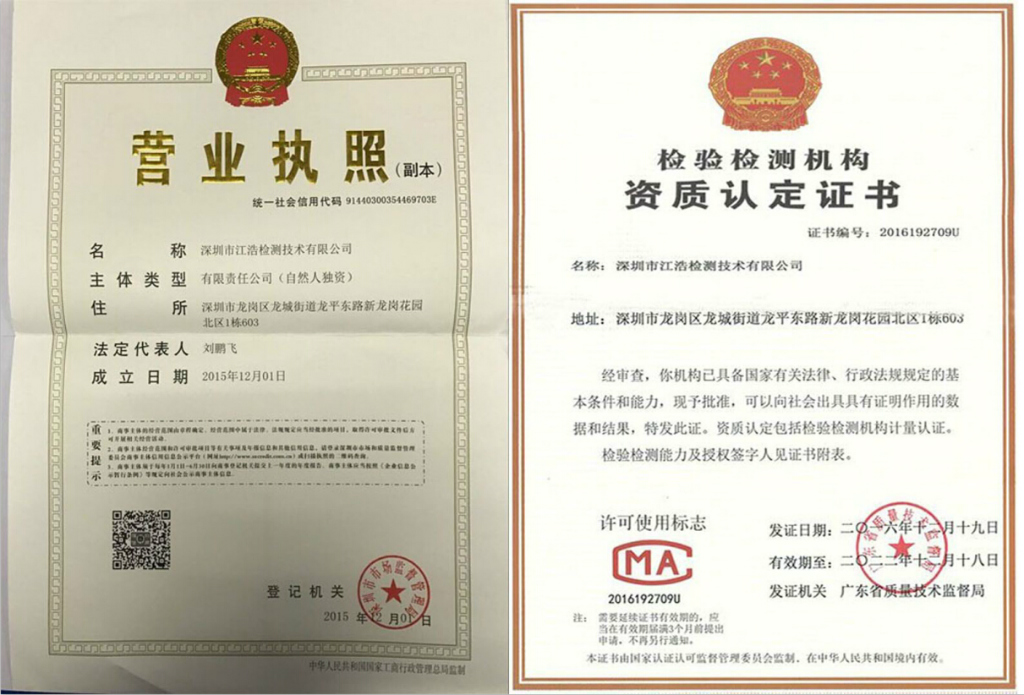 营业执照(副本)
统一社会信用代码 91440300354469703E
名称 深圳市江浩检测技术有限公司
主体类型 有限责任公司（自然人独资）
住所 深圳市龙岗区龙城街道龙平东路新龙岗花园
北区1栋603
法定代表人 刘鹏飞
成立日期 2015年12月01日
重要提示
登记机关
2015 年 12 月 01 日
中华人民共和国国家工商行政管理总局监制
检验检测机构
资质认定证书
证书编号：2016192709U
名称：深圳市江浩检测技术有限公司
地址：深圳市龙岗区龙城街道龙平东路新龙岗花园北区1栋603
经审查，你机构已具备国家有关法律、行政法规规定的基
本条件和能力，现予批准，可以向社会出具具有证明作用的数
据和结果，特发此证。资质认定包括检验检测机构计量认证。
检验检测能力及授权签字人见证书附表。
许可使用标志
MA
2016192709U
发证日期：二〇一六年十二月十九日
有效期至：二〇二二年十二月十八日
发证机关 广东省质量技术监督局
注：需要延续证书有效期的，应
当在有效期届满3个月前提出
申请，不再另行通知。
本证书由国家认证认可监督管理委员会监制，在中华人民共和国境内有效。